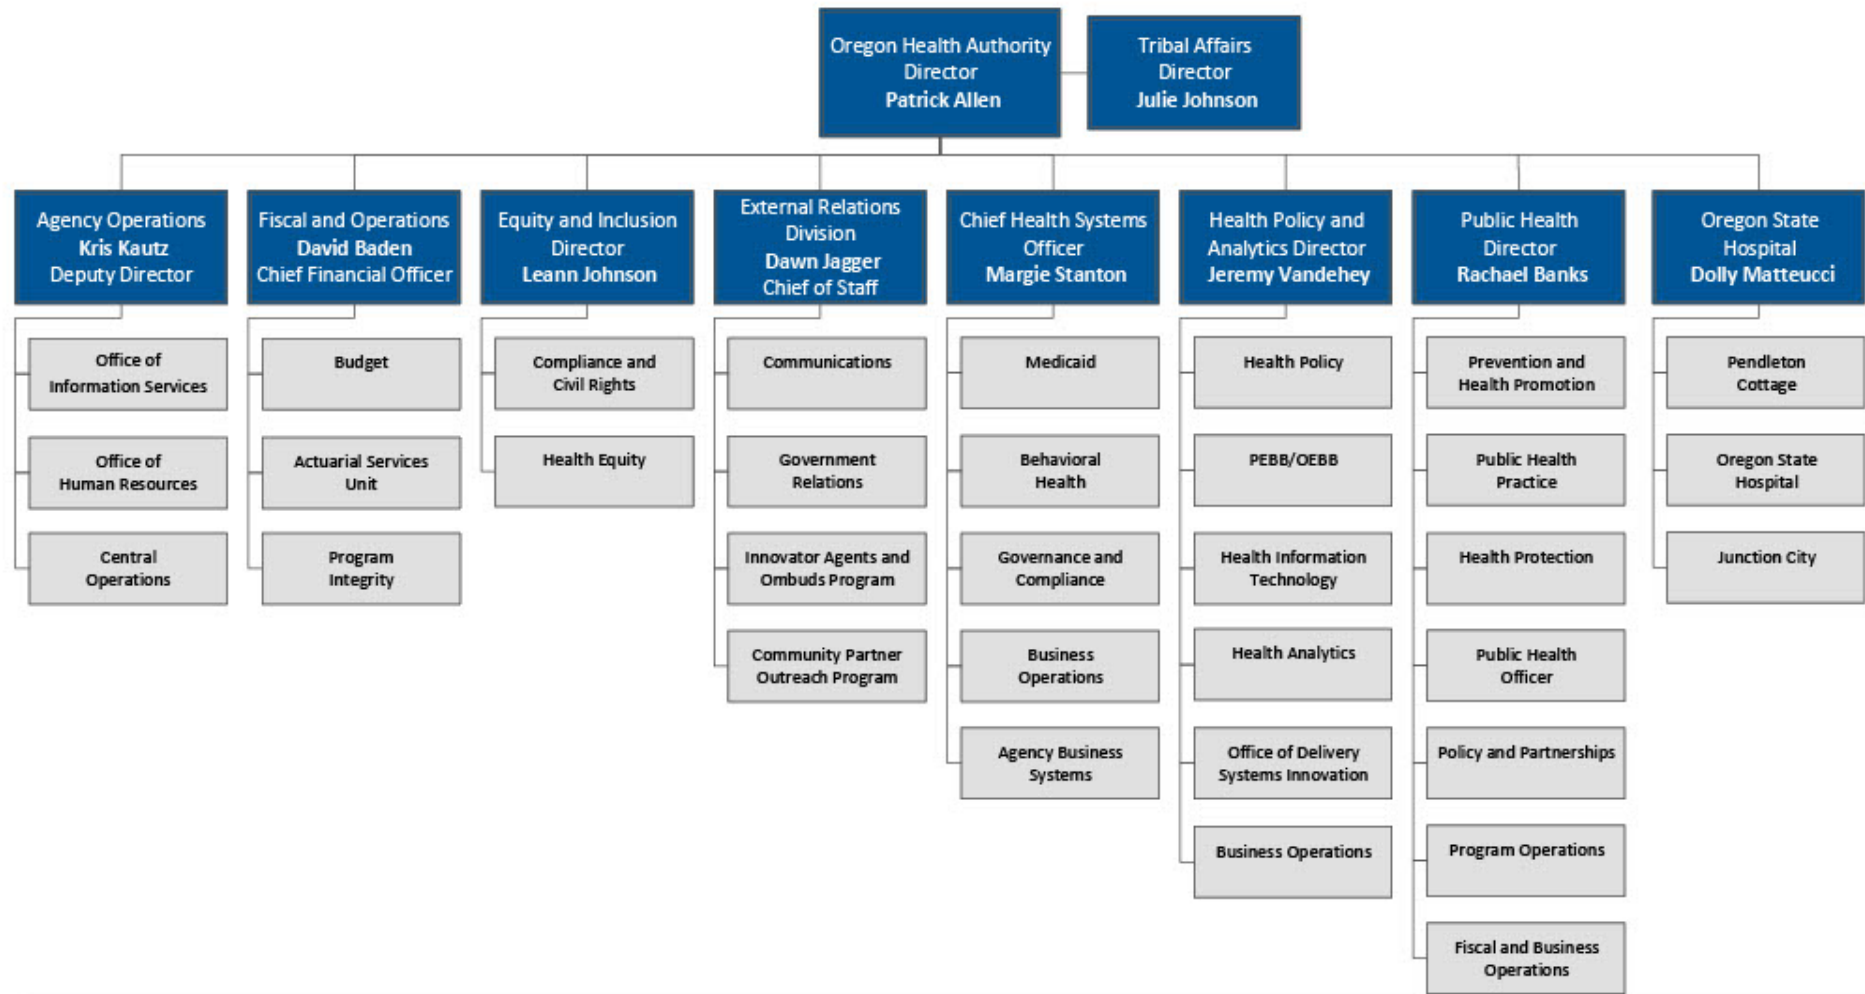 Oregon Health Authority
Director
Patrick Allen
Tribal Affairs
Director
Julie Johnson
Agency Operations
Kris Kautz
Deputy Director
Fiscal and Operations
David Baden
Chief Financial Officer
Equity and Inclusion
Director
Leann Johnson
External Relations
Division
Dawn Jagger
Chief of Staff
Chief Health Systems
Officer
Margie Stanton
Health Policy and
Analytics Director
Jeremy Vandehey
Public Health
Director
Rachael Banks
Oregon State
Hospital
Dolly Matteucci
Office of
Information Services
Office of
Human Resources
Central
Operations
Budget
Actuarial Services
Unit
Program
Integrity
Compliance and
Civil Rights
Health Equity
Communications
Government
Relations
Innovator Agents and
Ombuds Program
Community Partner
Outreach Program
Medicaid
Behavioral
Health
Governance and
Compliance
Business
Operations
Agency Business
Systems
Health Policy
PEBB/OEBB
Health Information
Technology
Health Analytics
Office of Delivery
Systems Innovation
Business Operations
Prevention and
Health Promotion
Public Health
Practice
Health Protection
Public Health
Officer
Policy and Partnerships
Program Operations
Fiscal and Business
Operations
Pendleton
Cottage
Oregon State
Hospital
Junction City